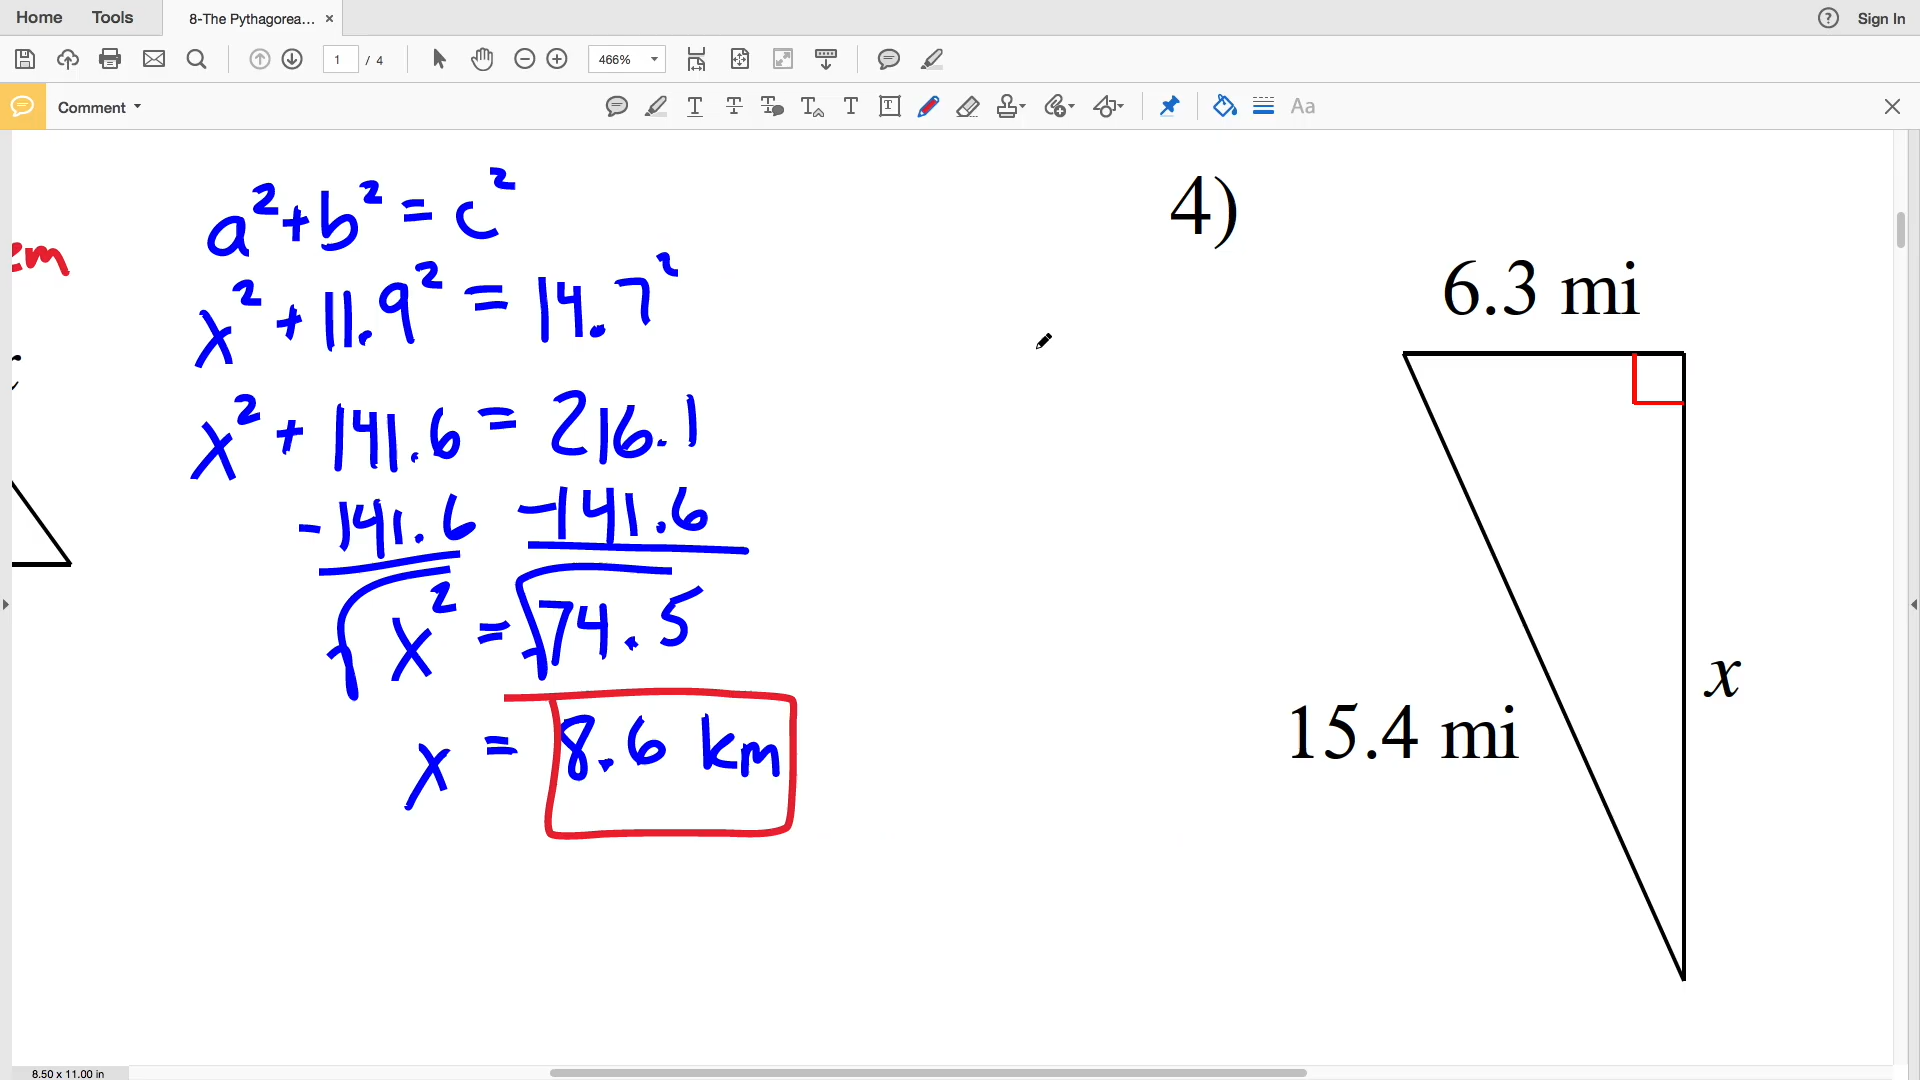 Home Tools 8-The Pythagorea... × ? Sign In
1 / 4 466%
Comment T T T T T T Aa
a² + b² = c²
x² + 11.9² = 14.7²
x² + 141.6 = 216.1
-141.6 -141.6
√x² = √74.5
x = 8.6 km
4)
6.3 mi
x
15.4 mi
8.50 x 11.00 in